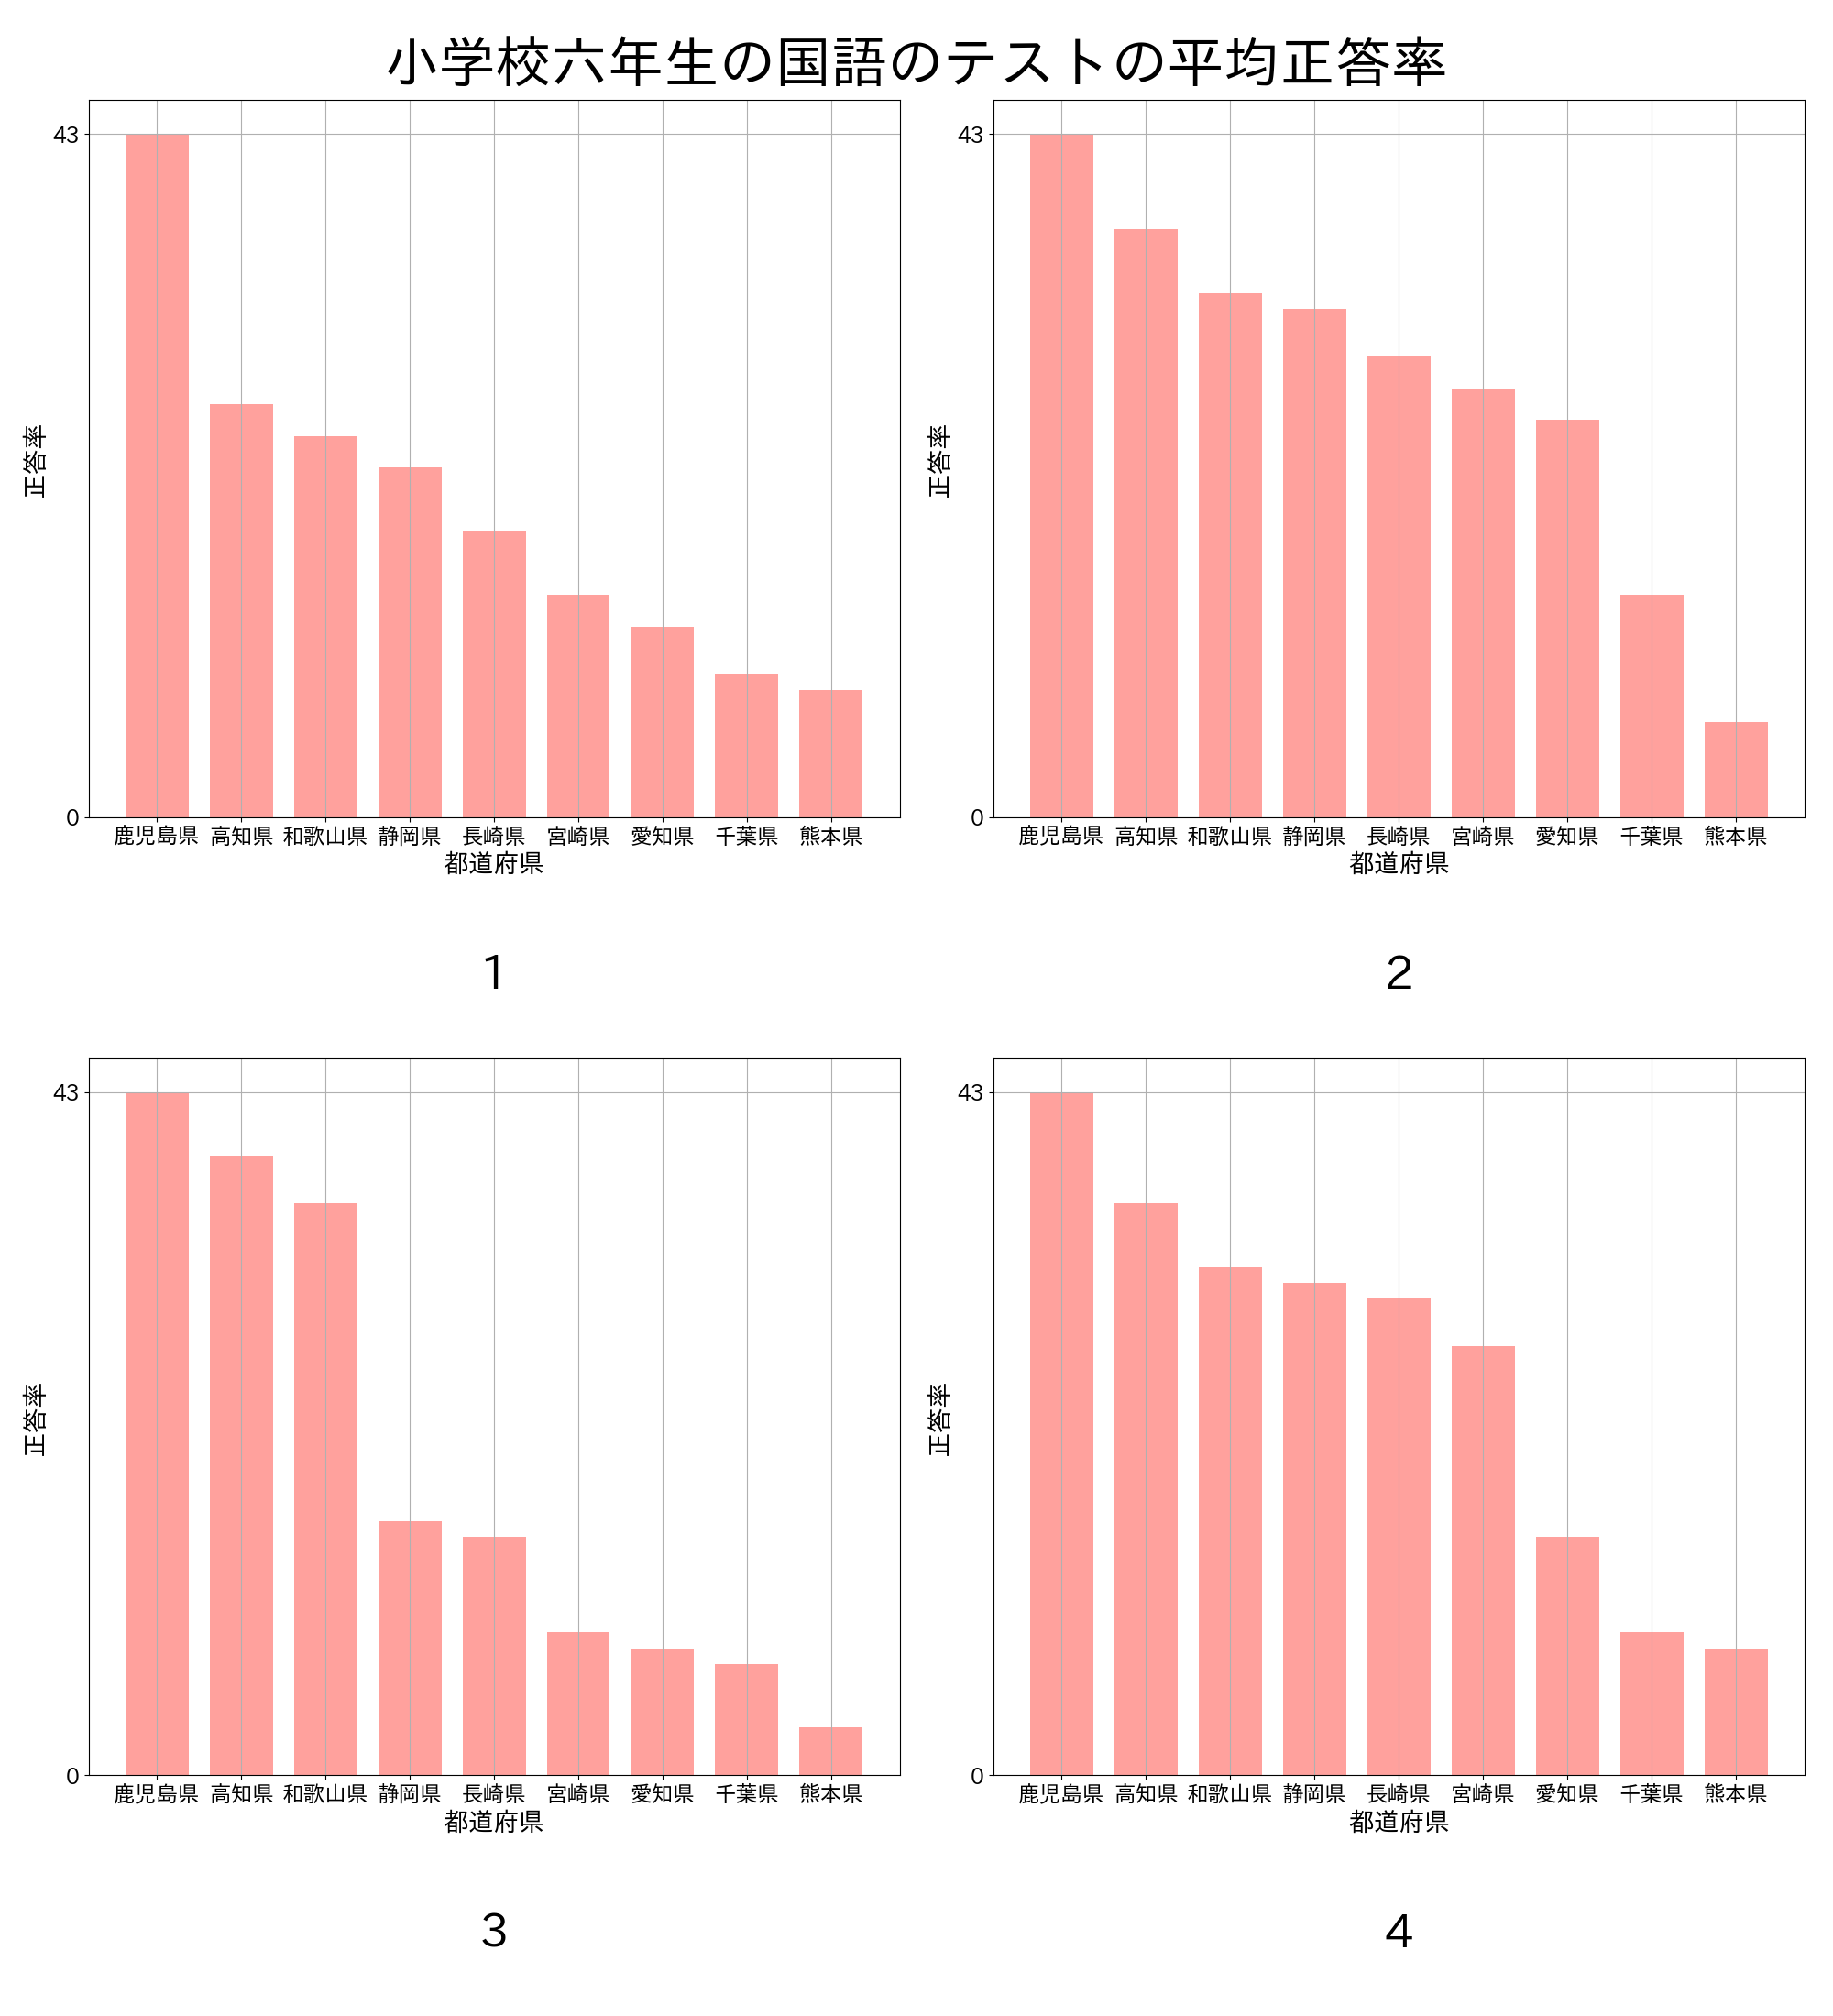 小学校六年生の国語のテストの平均正答率
43
正答率
0
鹿児島県 高知県 和歌山県 静岡県 長崎県 宮崎県 愛知県 千葉県 熊本県
都道府県
1
43
正答率
0
鹿児島県 高知県 和歌山県 静岡県 長崎県 宮崎県 愛知県 千葉県 熊本県
都道府県
2
43
正答率
0
鹿児島県 高知県 和歌山県 静岡県 長崎県 宮崎県 愛知県 千葉県 熊本県
都道府県
3
43
正答率
0
鹿児島県 高知県 和歌山県 静岡県 長崎県 宮崎県 愛知県 千葉県 熊本県
都道府県
4